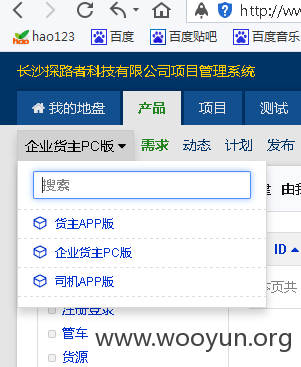 http://www
hao123 百度 百度贴吧 百度音乐
长沙探路者科技有限公司项目管理系统
我的地盘 产品 项目 测试
企业货主PC版 需求 动态 计划 发布
搜索
由我
货主APP版
企业货主PC版
ID
司机APP版
本页共
注册登录
管车
货源
www.wooyun.org